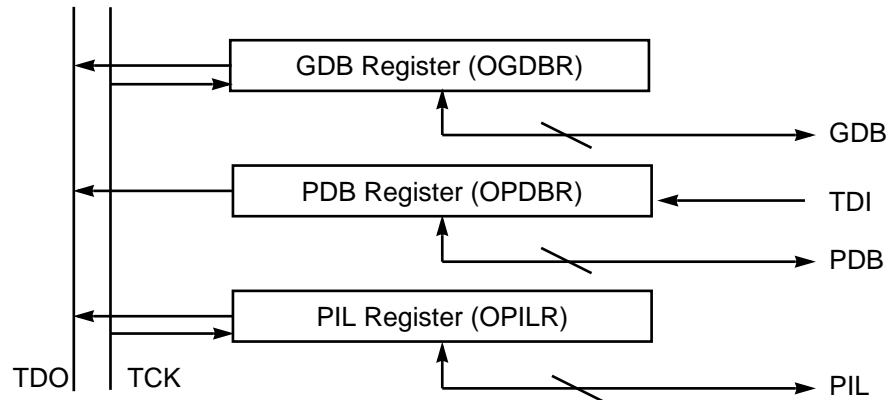 GDB Register (OGDBR)
GDB
PDB Register (OPDBR)
TDI
PDB
PIL Register (OPILR)
TDO
TCK
PIL